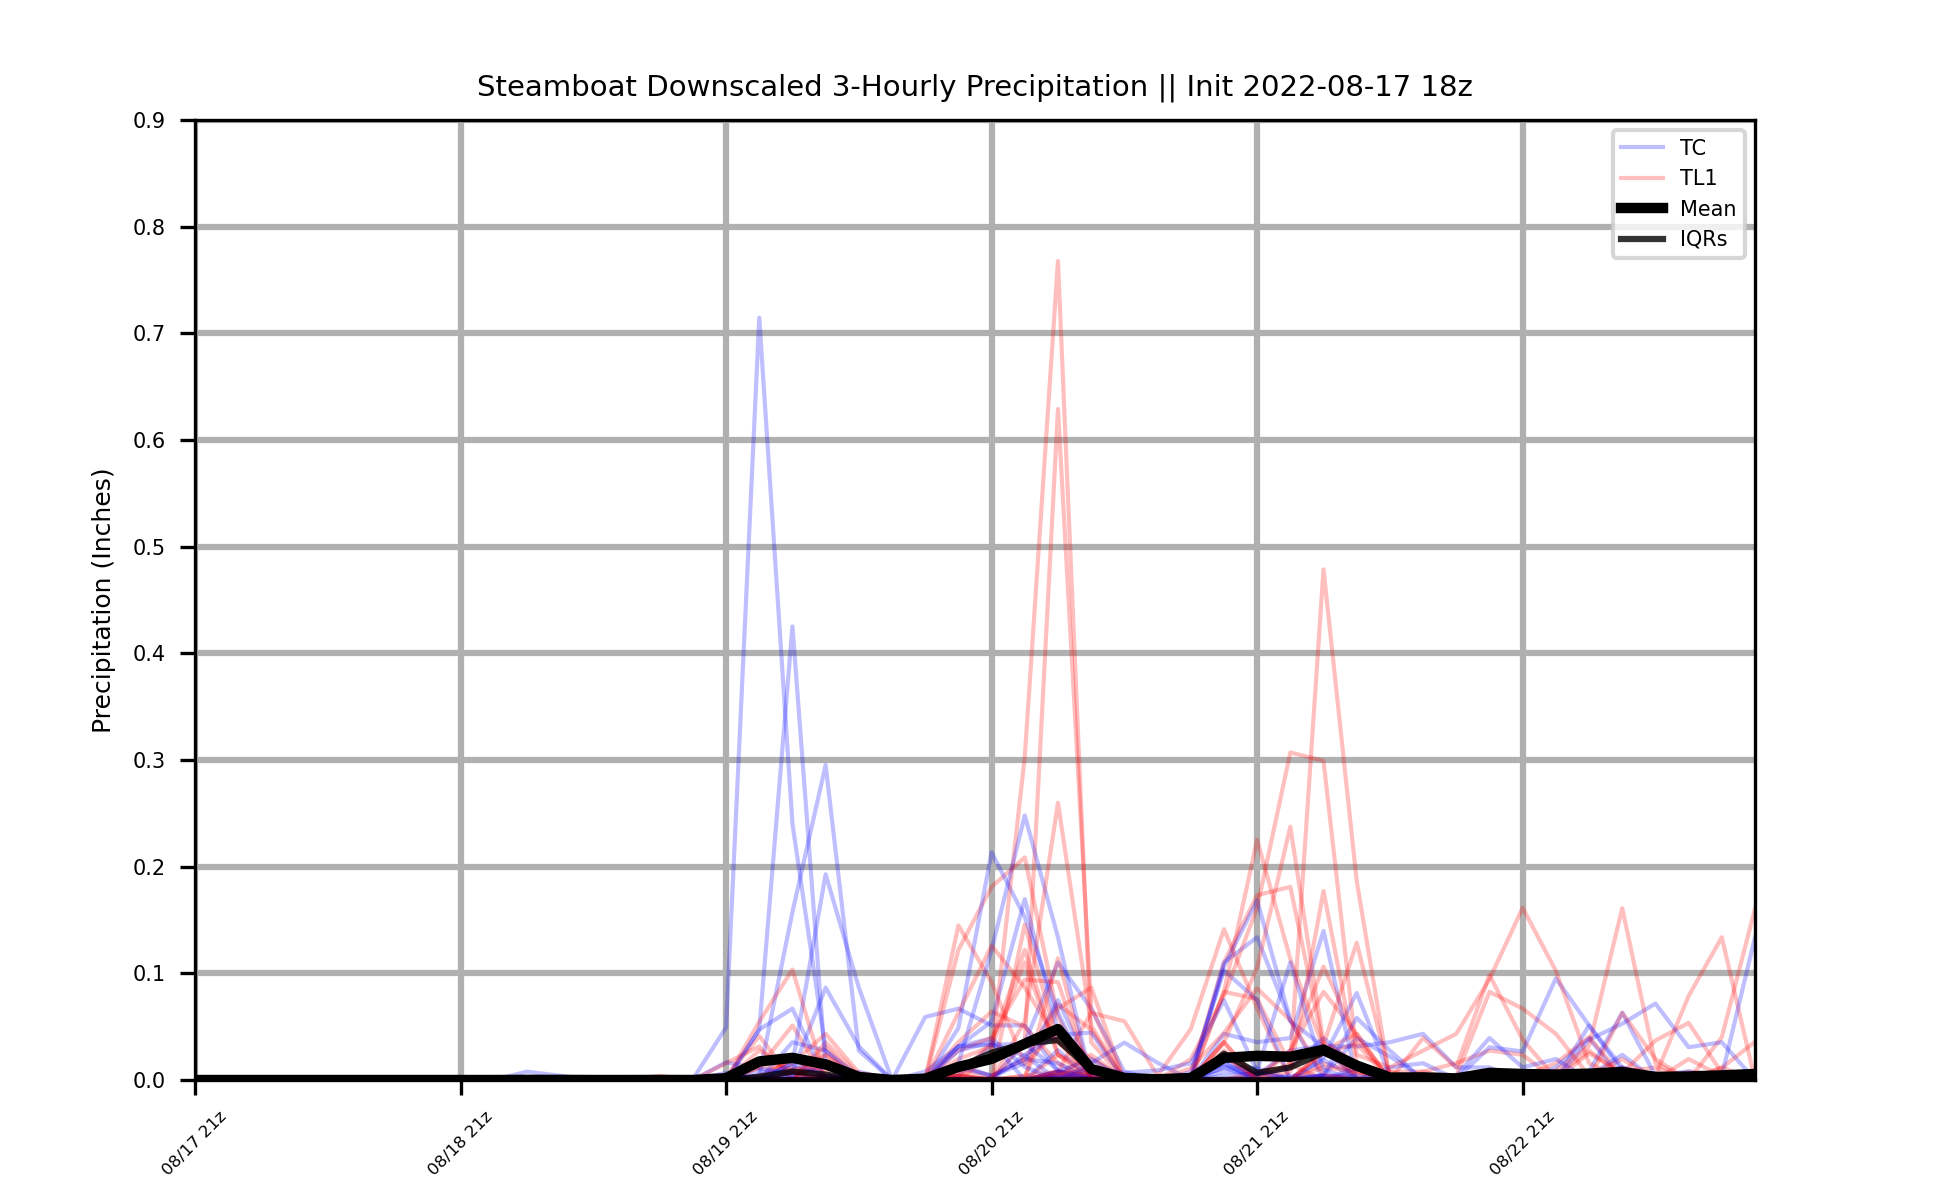 Steamboat Downscaled 3-Hourly Precipitation || Init 2022-08-17 18z
TC
TL1
Mean
IQRs
Precipitation (Inches)
0.9
0.8
0.7
0.6
0.5
0.4
0.3
0.2
0.1
0.0
08/17 21z
08/18 21z
08/19 21z
08/20 21z
08/21 21z
08/22 21z